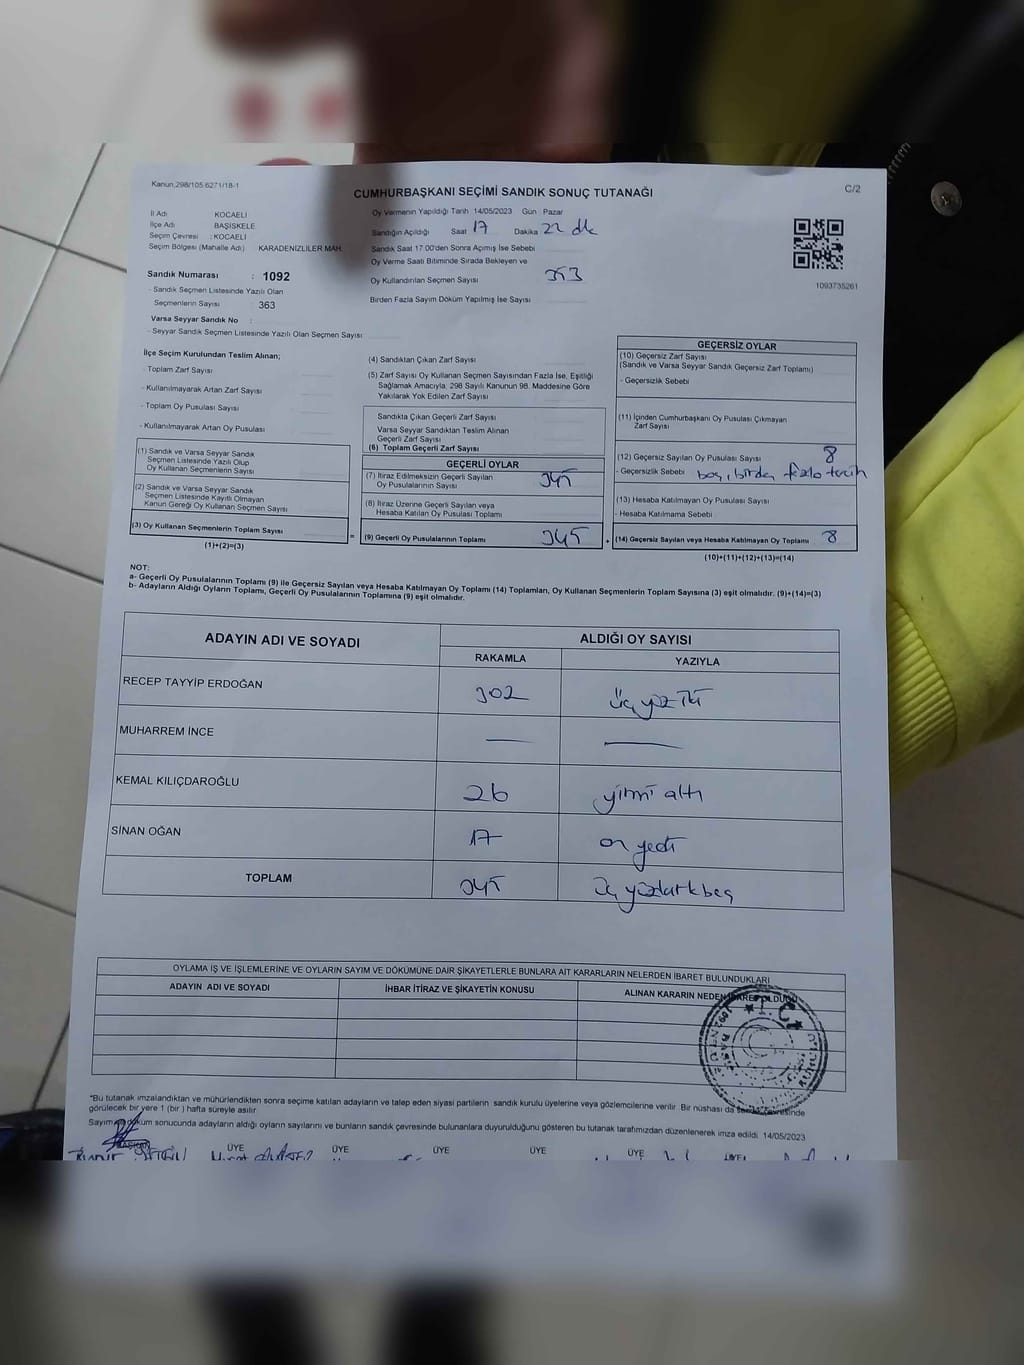 Kanun,298/105.6271/18-1
CUMHURBAŞKANI SEÇİMİ SANDIK SONUÇ TUTANAĞI
C/2
İl Adı KOCAELİ
İlçe Adı BAŞİSKELE
Seçim Çevresi : KOCAELİ
Seçim Bölgesi (Mahalle Adı) KARADENİZLİLER MAH.
Sandık Numarası : 1092
- Sandık Seçmen Listesinde Yazılı Olan
Seçmenlerin Sayısı : 363
Varsa Seyyar Sandık No :
- Seyyar Sandık Seçmen Listesinde Yazılı Olan Seçmen Sayısı
Oy Vermenin Yapıldığı Tarih 14/05/2023 Gün Pazar
Sandığın Açıldığı Saat 17 Dakika 22 dk
Sandık Saat 17.00'den Sonra Açımış İse Sebebi
Oy Verme Saati Bitiminde Sırada Bekleyen ve
Oy Kullandırılan Seçmen Sayısı 353
Birden Fazla Sayım Döküm Yapılmış İse Sayısı
1093735261
İlçe Seçim Kurulundan Teslim Alınan;
- Toplam Zarf Sayısı
- Kullanılmayarak Artan Zarf Sayısı
- Toplam Oy Pusulası Sayısı
- Kullanılmayarak Artan Oy Pusulası
(1) Sandık ve Varsa Seyyar Sandık
Seçmen Listesinde Yazılı Olup
Oy Kullanan Seçmenlerin Sayısı
(2) Sandık ve Varsa Seyyar Sandık
Seçmen Listesinde Kayıtlı Olmayan
Kanun Gereği Oy Kullanan Seçmen Sayısı
(3) Oy Kullanan Seçmenlerin Toplam Sayısı
(1)+(2)=(3)
(4) Sandıktan Çıkan Zarf Sayısı
(5) Zarf Sayısı Oy Kullanan Seçmen Sayısından Fazla İse, Eşitliği
Sağlamak Amacıyla, 298 Sayılı Kanunun 98. Maddesine Göre
Yakılarak Yok Edilen Zarf Sayısı
Sandıkta Çıkan Geçerli Zarf Sayısı
Varsa Seyyar Sandıktan Teslim Alınan
Geçerli Zarf Sayısı
(6) Toplam Geçerli Zarf Sayısı
GEÇERLİ OYLAR
(7) İtiraz Edilmeksizin Geçerli Sayılan
Oy Pusulalarının Sayısı 345
(8) İtiraz Üzerine Geçerli Sayılan veya
Hesaba Katılan Oy Pusulası Toplamı
= (9) Geçerli Oy Pusulalarının Toplamı 345
GEÇERSİZ OYLAR
(10) Geçersiz Zarf Sayısı
(Sandık ve Varsa Seyyar Sandık Geçersiz Zarf Toplamı)
- Geçersizlik Sebebi
(11) İçinden Cumhurbaşkanı Oy Pusulası Çıkmayan
Zarf Sayısı
(12) Geçersiz Sayılan Oy Pusulası Sayısı 8
- Geçersizlik Sebebi boş, birden fazla tercih
(13) Hesaba Katılmayan Oy Pusulası Sayısı
- Hesaba Katılmama Sebebi
+ (14) Geçersiz Sayılan veya Hesaba Katılmayan Oy Toplamı 8
(10)+(11)+(12)+(13)=(14)
NOT:
a- Geçerli Oy Pusulalarının Toplamı (9) ile Geçersiz Sayılan veya Hesaba Katılmayan Oy Toplamı (14) Toplamları, Oy Kullanan Seçmenlerin Toplam Sayısına (3) eşit olmalıdır. (9)+(14)=(3)
b- Adayların Aldığı Oyların Toplamı, Geçerli Oy Pusulalarının Toplamına (9) eşit olmalıdır.
ADAYIN ADI VE SOYADI ALDIĞI OY SAYISI
RAKAMLA YAZIYLA
RECEP TAYYİP ERDOĞAN 302 üç yüz iki
MUHARREM İNCE — —
KEMAL KILIÇDAROĞLU 26 yirmi altı
SİNAN OĞAN 17 on yedi
TOPLAM 345 üç yüzkırkbeş
OYLAMA İŞ VE İŞLEMLERİNE VE OYLARIN SAYIM VE DÖKÜMÜNE DAİR ŞİKAYETLERLE BUNLARA AİT KARARLARIN NELERDEN İBARET BULUNDUKLARI
ADAYIN ADI VE SOYADI İHBAR İTİRAZ VE ŞİKAYETİN KONUSU ALINAN KARARIN NEDEN İBARET OLDUĞU
T.C.
*Bu tutanak imzalandıktan ve mühürlendikten sonra seçime katılan adayların ve talep eden siyasi partilerin sandık kurulu üyelerine veya gözlemcilerine verilir. Bir nüshası da sandık çevresinde
görülecek bir yere 1 (bir) hafta süreyle asılır.
Sayım ve döküm sonucunda adayların aldığı oyların sayılarını ve bunların sandık çevresinde bulunanlara duyurulduğunu gösteren bu tutanak tarafımızdan düzenlenerek imza edildi. 14/05/2023
BAŞKAN ÜYE ÜYE ÜYE ÜYE ÜYE ÜYE